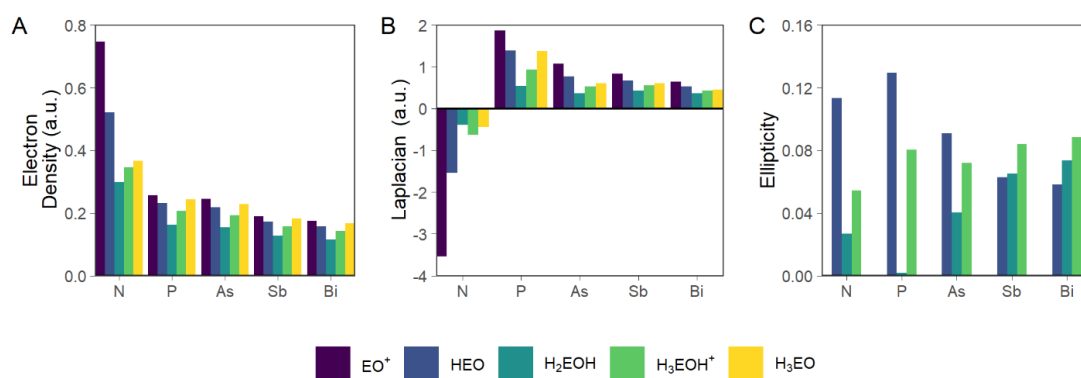 A
Electron
Density (a.u.)
0.8
0.6
0.4
0.2
0.0
N P As Sb Bi
B
Laplacian (a.u.)
2
1
0
-1
-2
-3
-4
N P As Sb Bi
C
Ellipticity
0.16
0.12
0.08
0.04
0.00
N P As Sb Bi
EO⁺ HEO H₂EOH H₃EOH⁺ H₃EO